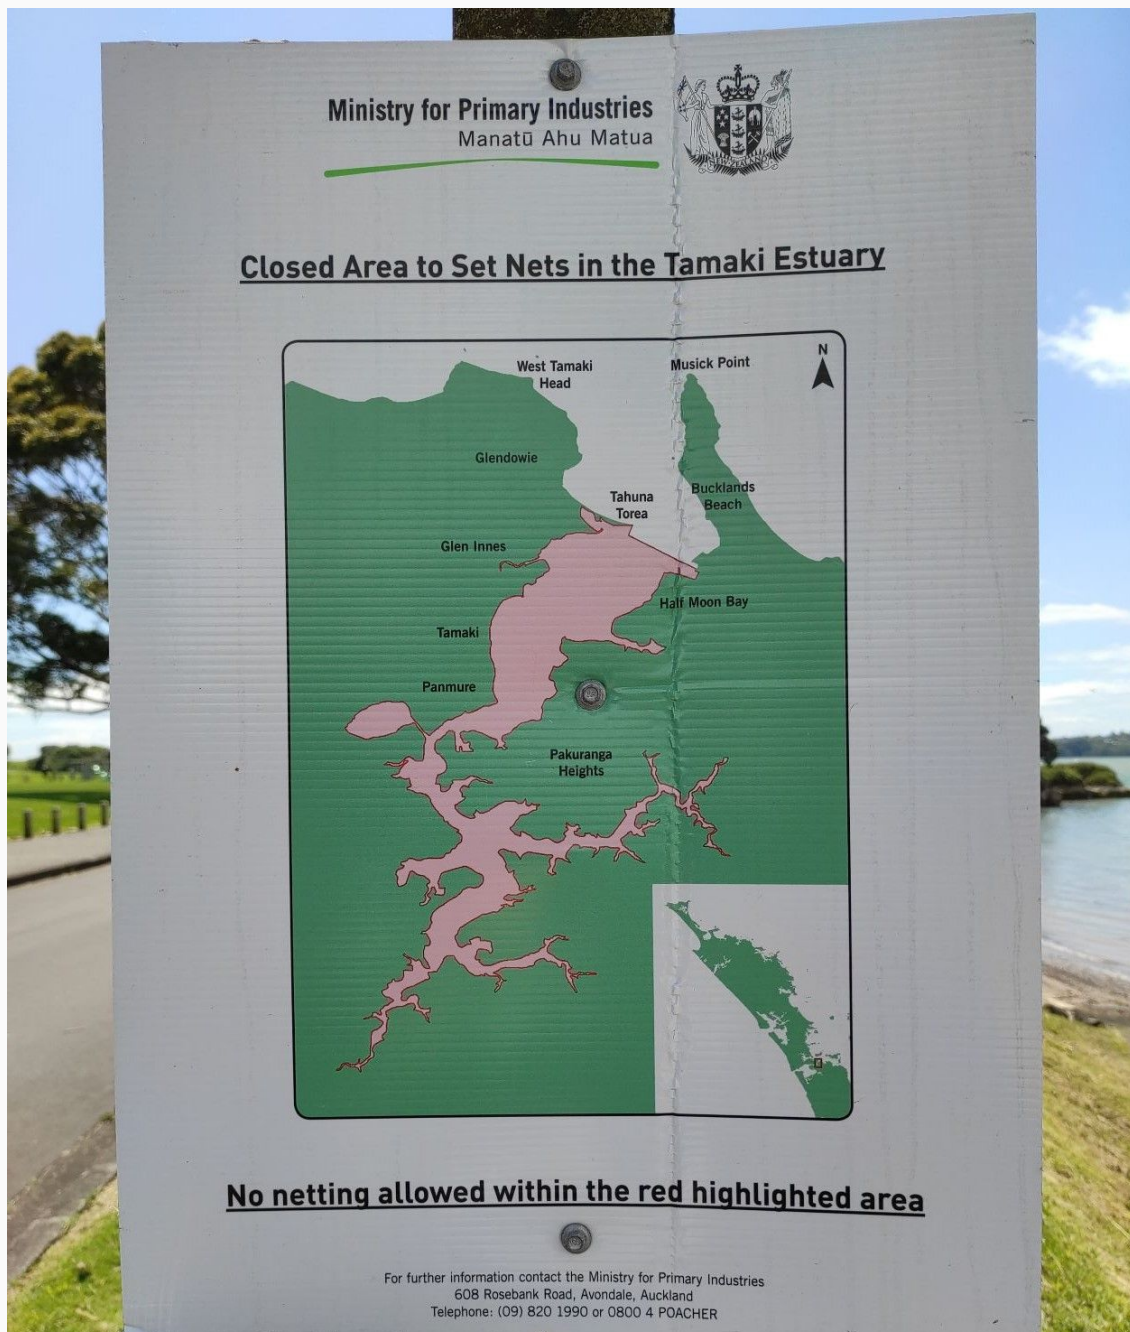 Ministry for Primary Industries
Manatū Ahu Matua
Closed Area to Set Nets in the Tamaki Estuary
West Tamaki
Head
Musick Point
N
Glendowie
Bucklands
Beach
Tahuna
Torea
Glen Innes
Half Moon Bay
Tamaki
Panmure
Pakuranga
Heights
No netting allowed within the red highlighted area
For further information contact the Ministry for Primary Industries
608 Rosebank Road, Avondale, Auckland
Telephone: (09) 820 1990 or 0800 4 POACHER